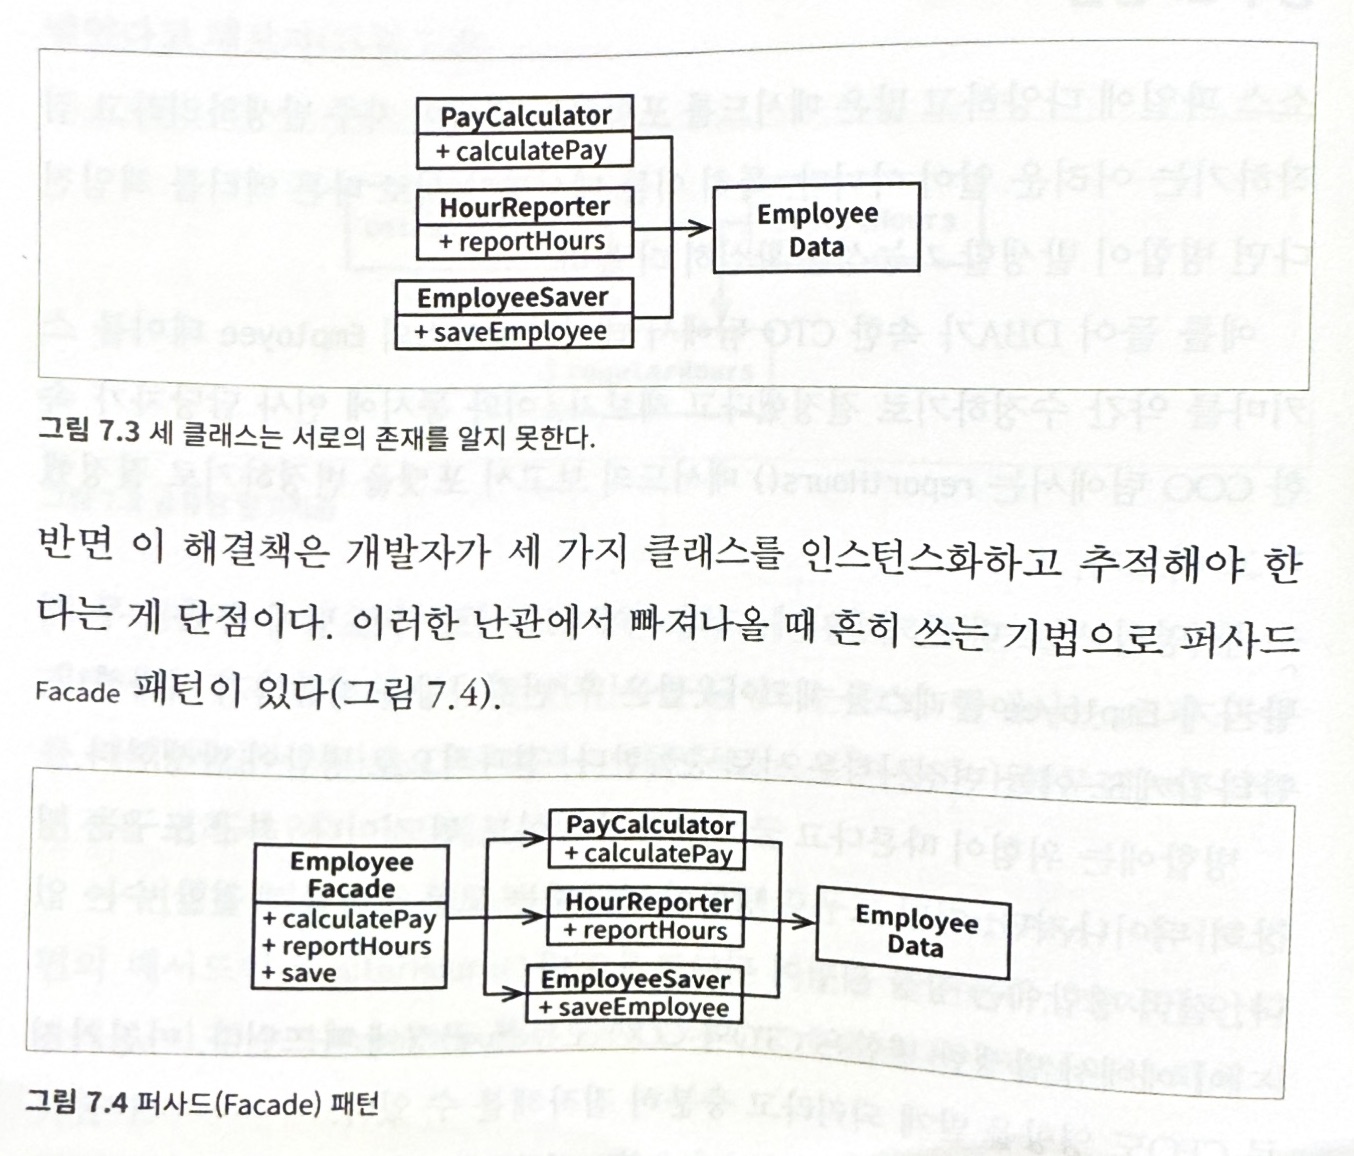 PayCalculator
+ calculatePay
HourReporter
+ reportHours
EmployeeSaver
+ saveEmployee
Employee
Data
그림 7.3 세 클래스는 서로의 존재를 알지 못한다.
반면 이 해결책은 개발자가 세 가지 클래스를 인스턴스화하고 추적해야 한
다는 게 단점이다. 이러한 난관에서 빠져나올 때 흔히 쓰는 기법으로 퍼사드
Facade 패턴이 있다(그림 7.4).
Employee
Facade
+ calculatePay
+ reportHours
+ save
PayCalculator
+ calculatePay
HourReporter
+ reportHours
EmployeeSaver
+ saveEmployee
Employee
Data
그림 7.4 퍼사드(Facade) 패턴